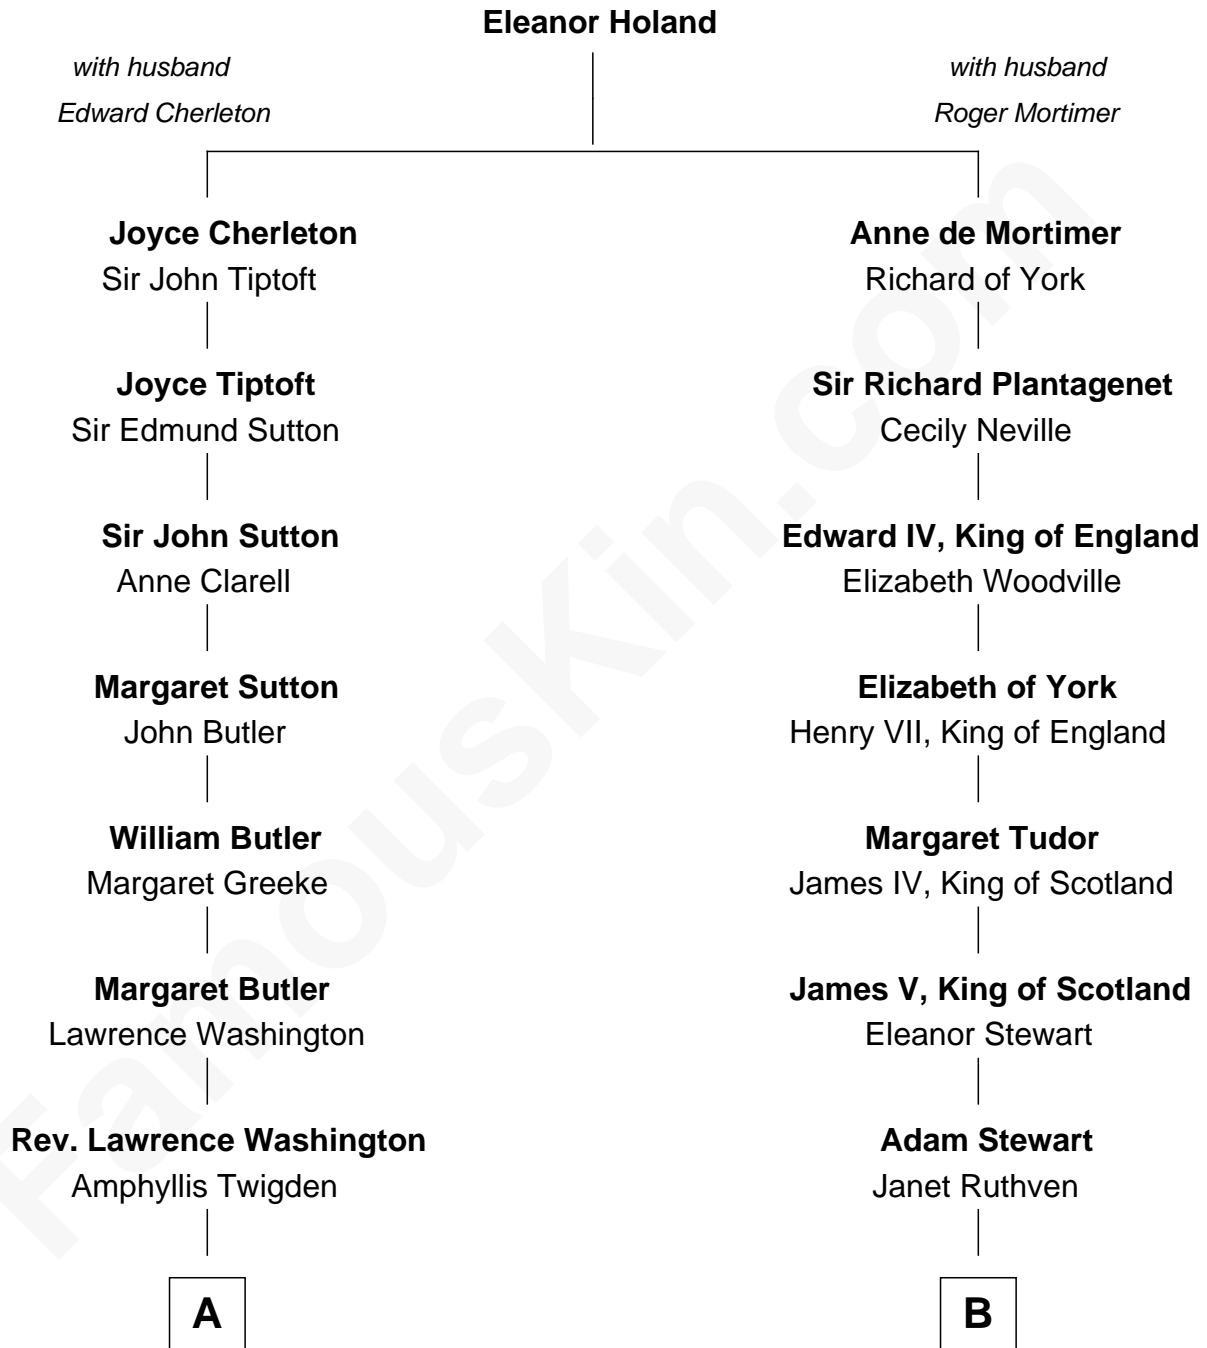 Eleanor Holand
with husband
Edward Cherleton
with husband
Roger Mortimer
Joyce Cherleton
Sir John Tiptoft
Anne de Mortimer
Richard of York
Joyce Tiptoft
Sir Edmund Sutton
Sir Richard Plantagenet
Cecily Neville
Sir John Sutton
Anne Clarell
Edward IV, King of England
Elizabeth Woodville
Margaret Sutton
John Butler
Elizabeth of York
Henry VII, King of England
William Butler
Margaret Greeke
Margaret Tudor
James IV, King of Scotland
Margaret Butler
Lawrence Washington
James V, King of Scotland
Eleanor Stewart
Rev. Lawrence Washington
Amphyllis Twigden
Adam Stewart
Janet Ruthven
A
B
FamousKin.com